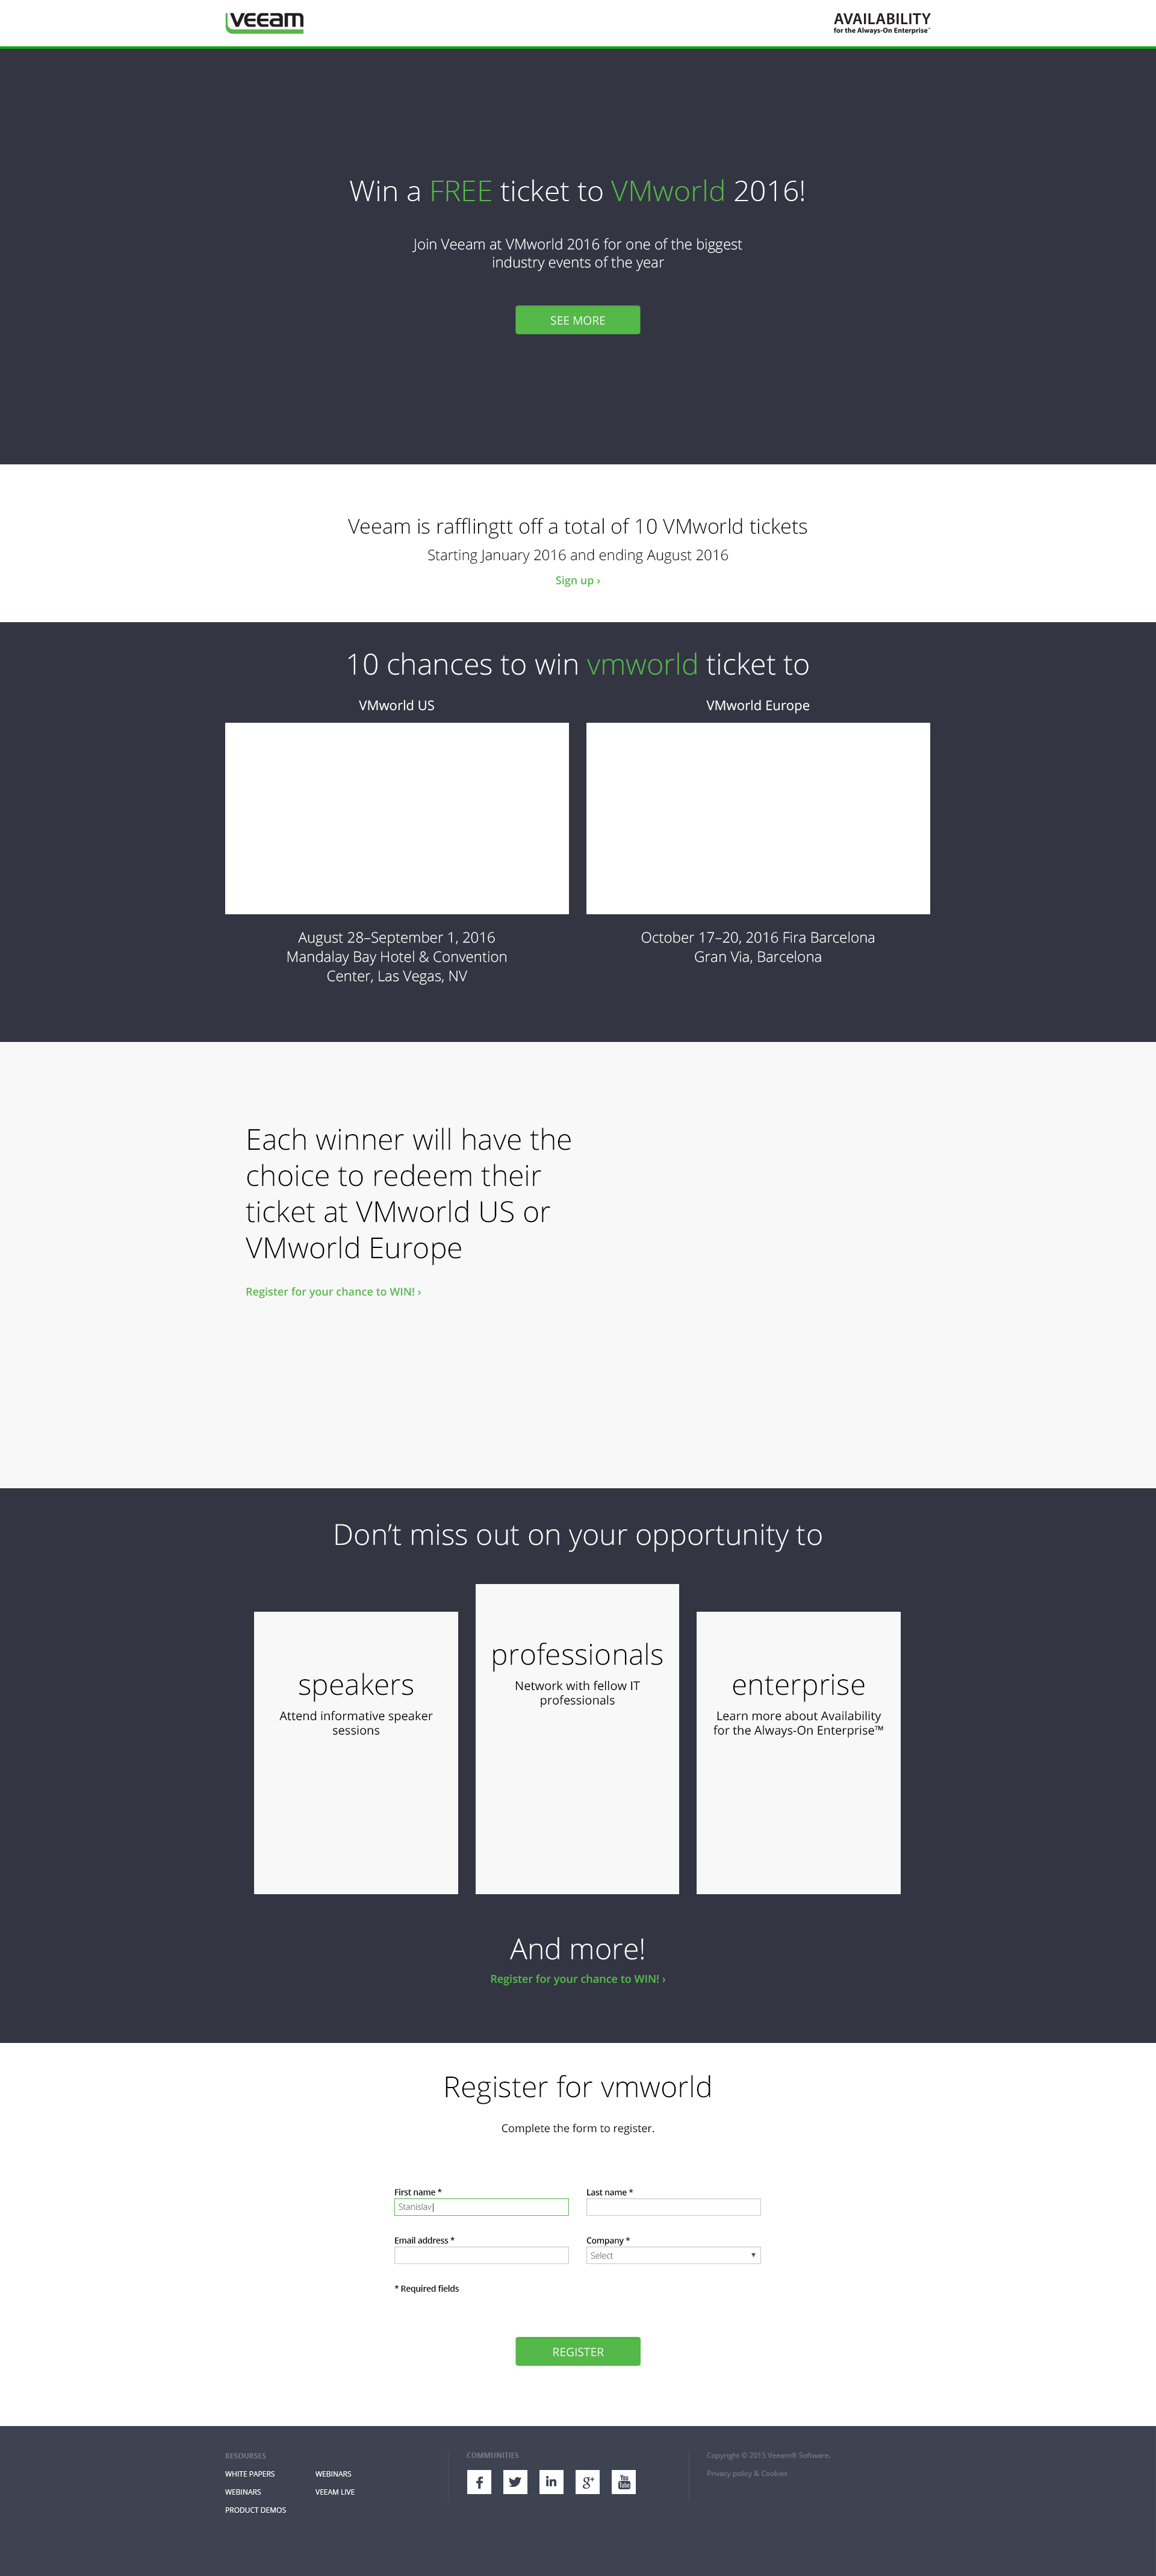 veeam
AVAILABILITY
for the Always-On Enterprise™
Win a FREE ticket to VMworld 2016!
Join Veeam at VMworld 2016 for one of the biggest
industry events of the year
SEE MORE
Veeam is rafflingtt off a total of 10 VMworld tickets
Starting January 2016 and ending August 2016
Sign up ›
10 chances to win vmworld ticket to
VMworld US
August 28–September 1, 2016
Mandalay Bay Hotel & Convention
Center, Las Vegas, NV
VMworld Europe
October 17–20, 2016 Fira Barcelona
Gran Via, Barcelona
Each winner will have the
choice to redeem their
ticket at VMworld US or
VMworld Europe
Register for your chance to WIN! ›
Don’t miss out on your opportunity to
speakers
Attend informative speaker
sessions
professionals
Network with fellow IT
professionals
enterprise
Learn more about Availability
for the Always-On Enterprise™
And more!
Register for your chance to WIN! ›
Register for vmworld
Complete the form to register.
First name *
Stanislav
Last name *
Email address *
Company *
Select
* Required fields
REGISTER
RESOURSES
WHITE PAPERS
WEBINARS
PRODUCT DEMOS
WEBINARS
VEEAM LIVE
COMMUNITIES
f
in
g+
You
Tube
Copyright © 2015 Veeam® Software.
Privacy policy & Cookies